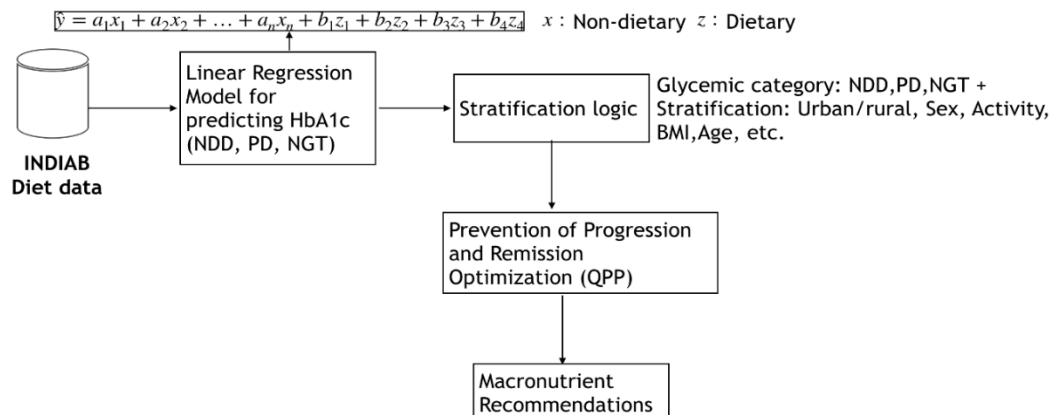 ŷ = a₁x₁ + a₂x₂ + … + aₙxₙ + b₁z₁ + b₂z₂ + b₃z₃ + b₄z₄ x : Non-dietary z : Dietary
INDIAB
Diet data
Linear Regression
Model for
predicting HbA1c
(NDD, PD, NGT)
Stratification logic
Glycemic category: NDD,PD,NGT +
Stratification: Urban/rural, Sex, Activity,
BMI,Age, etc.
Prevention of Progression
and Remission
Optimization (QPP)
Macronutrient
Recommendations